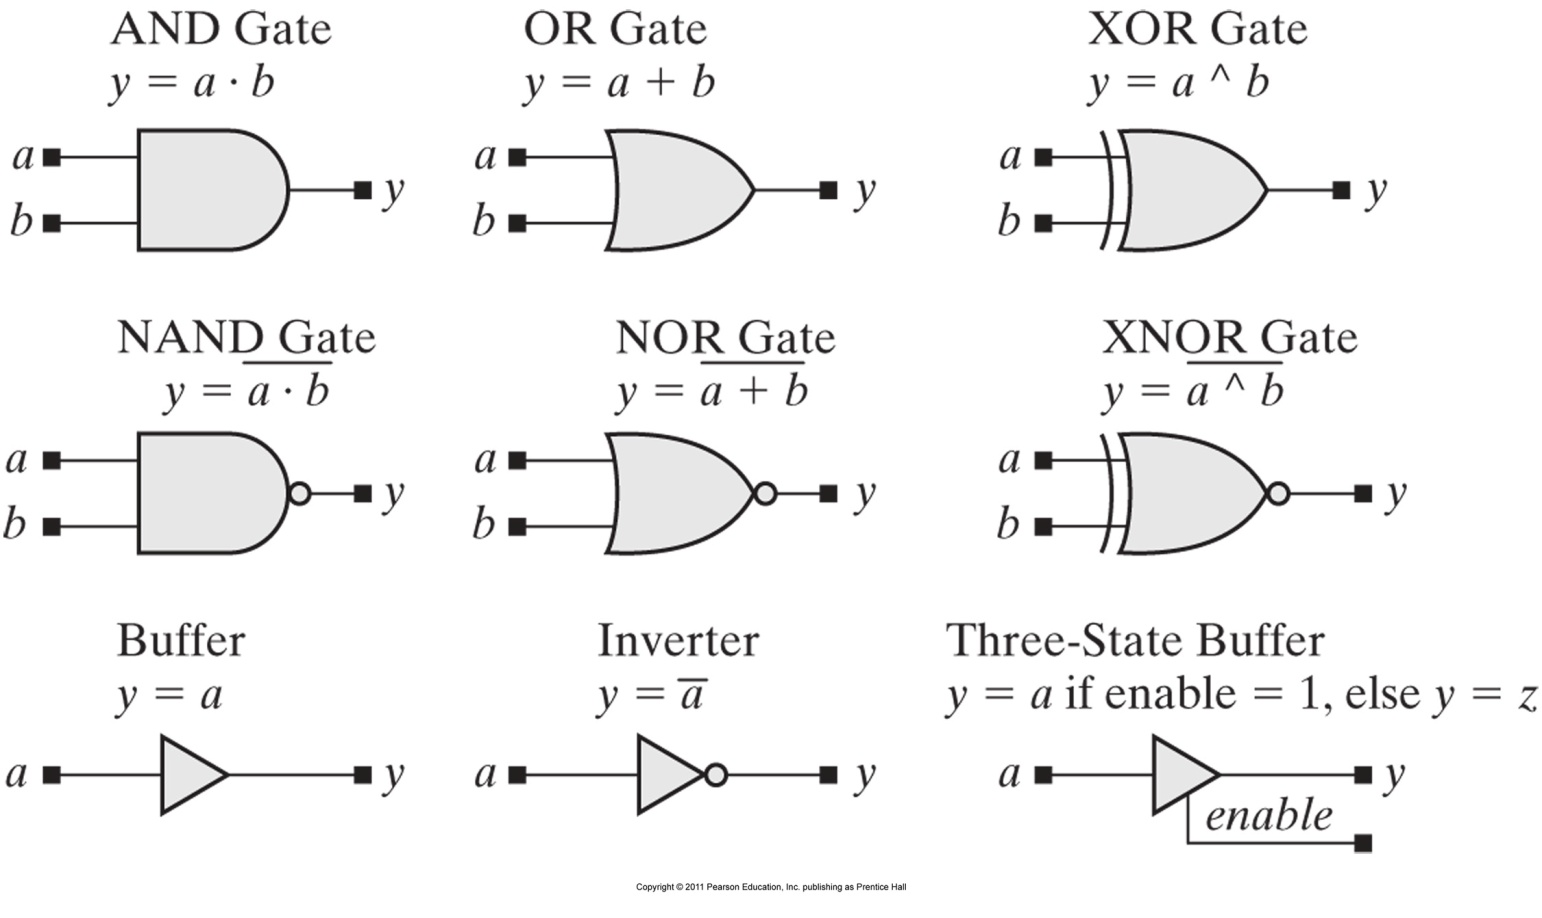 AND Gate
y = a · b
a
b
y
OR Gate
y = a + b
a
b
y
XOR Gate
y = a ^ b
a
b
y
NAND Gate
y = a̅ ·̅ b̅
a
b
y
NOR Gate
y = a̅ +̅ b̅
a
b
y
XNOR Gate
y = a̅ ^̅ b̅
a
b
y
Buffer
y = a
a
y
Inverter
y = a̅
a
y
Three-State Buffer
y = a if enable = 1, else y = z
a
y
enable
Copyright © 2011 Pearson Education, Inc. publishing as Prentice Hall